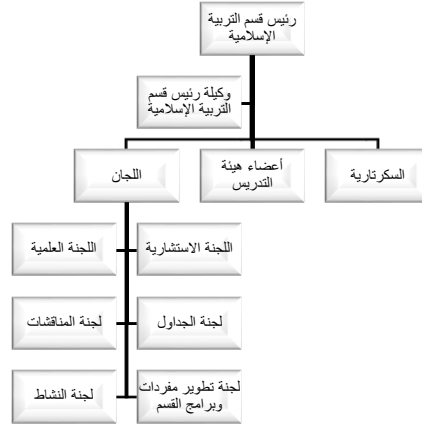 رئيس قسم التربية
الإسلامية
وكيلة رئيس قسم
التربية الإسلامية
السكرتارية
أعضاء هيئة
التدريس
اللجان
اللجنة الاستشارية
اللجنة العلمية
لجنة الجداول
لجنة المناقشات
لجنة تطوير مفردات
وبرامج القسم
لجنة النشاط